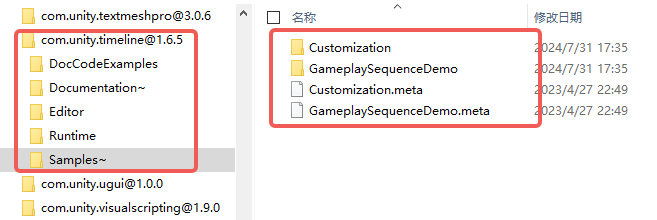 com.unity.textmeshpro@3.0.6
com.unity.timeline@1.6.5
DocCodeExamples
Documentation~
Editor
Runtime
Samples~
com.unity.ugui@1.0.0
com.unity.visualscripting@1.9.0
名称 修改日期
Customization 2024/7/31 17:35
GameplaySequenceDemo 2024/7/31 17:35
Customization.meta 2023/4/27 22:49
GameplaySequenceDemo.meta 2023/4/27 22:49